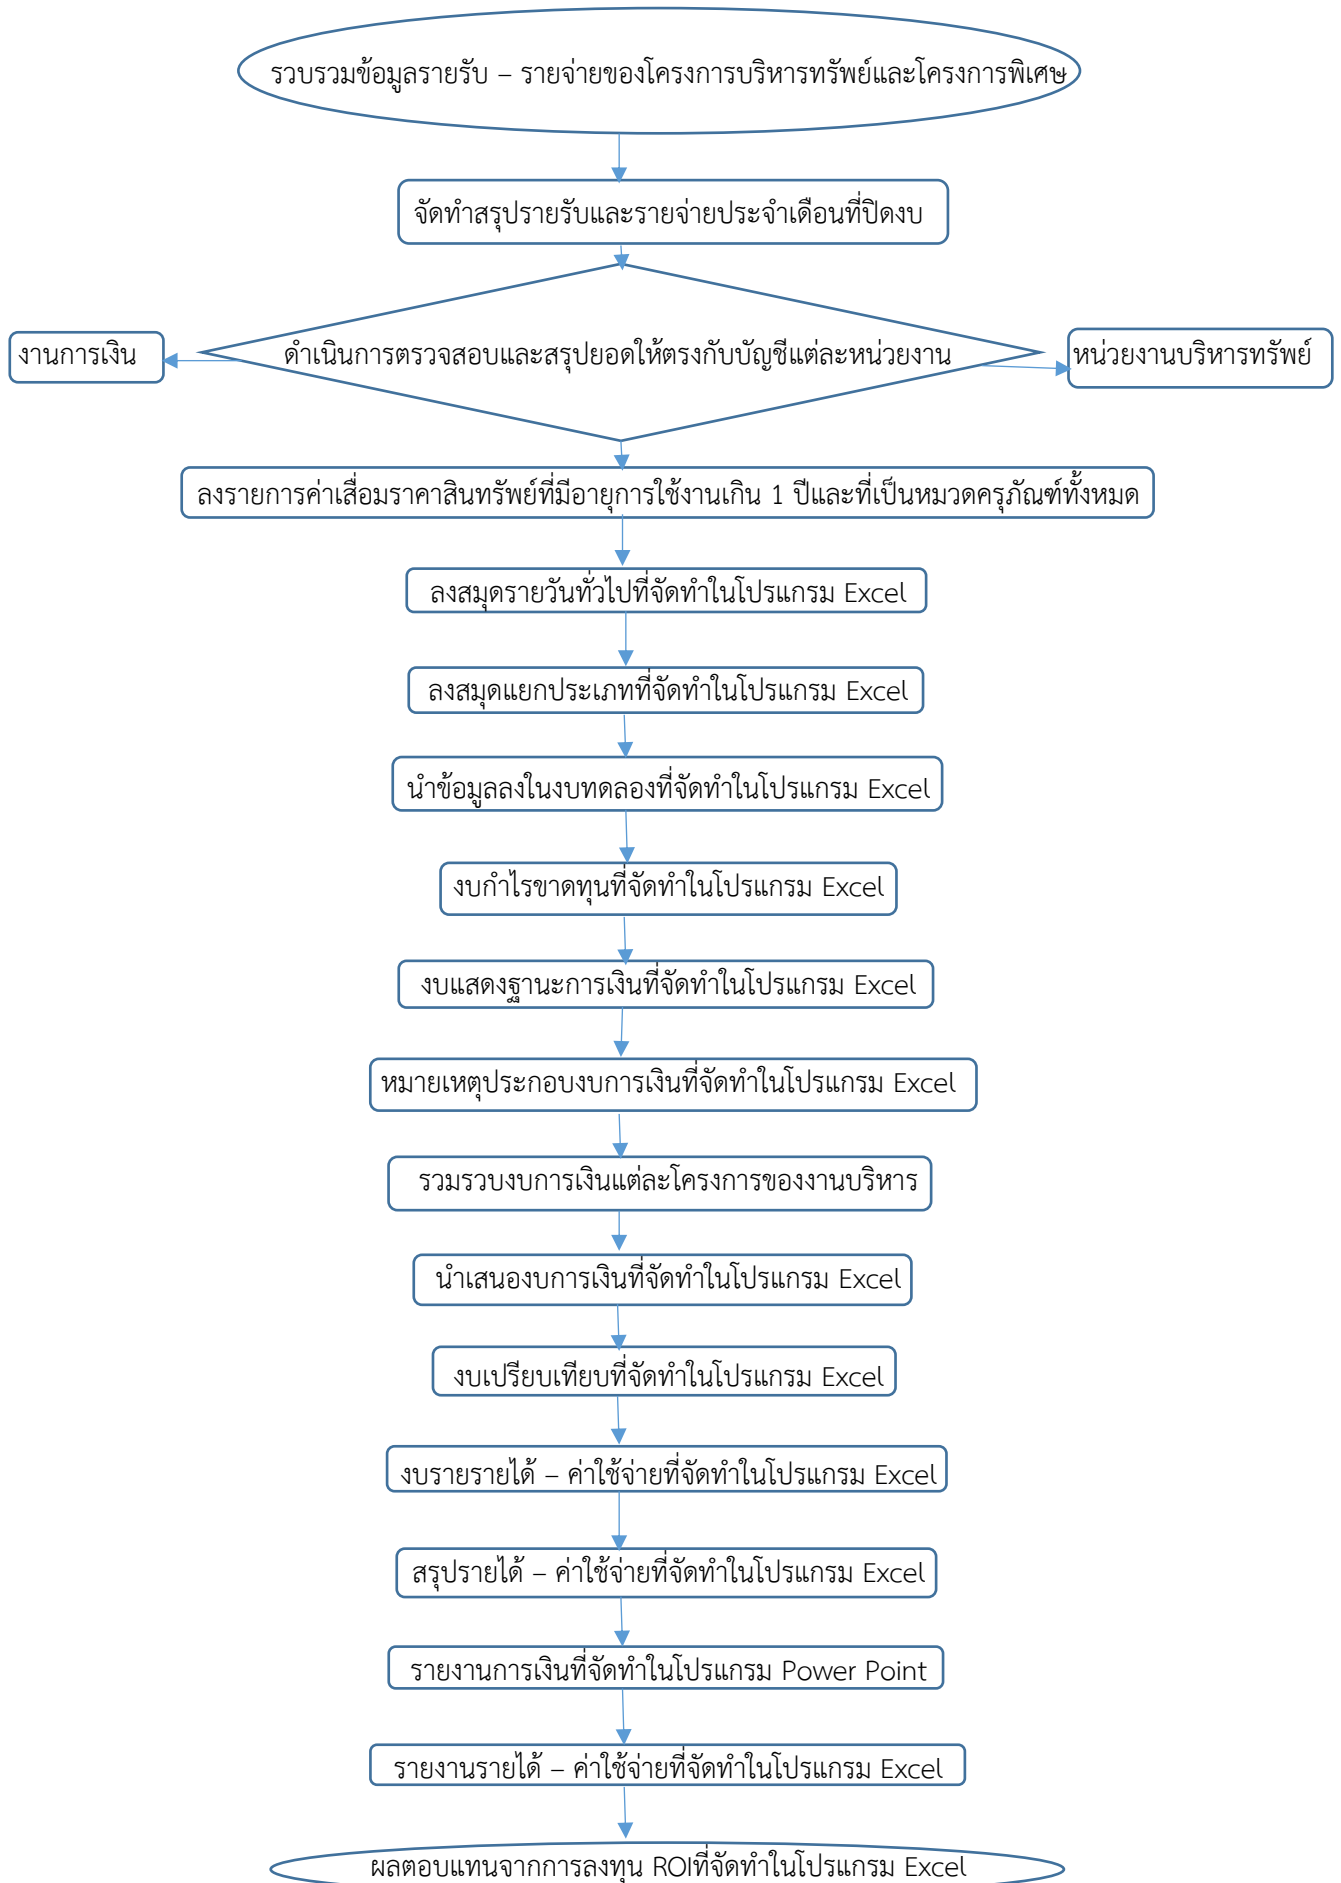 รวบรวมข้อมูลรายรับ – รายจ่ายของโครงการบริหารทรัพย์และโครงการพิเศษ
จัดทำสรุปรายรับและรายจ่ายประจำเดือนที่ปิดงบ
งานการเงิน
ดำเนินการตรวจสอบและสรุปยอดให้ตรงกับบัญชีแต่ละหน่วยงาน
หน่วยงานบริหารทรัพย์
ลงรายการค่าเสื่อมราคาสินทรัพย์ที่มีอายุการใช้งานเกิน 1 ปีและที่เป็นหมวดครุภัณฑ์ทั้งหมด
ลงสมุดรายวันทั่วไปที่จัดทำในโปรแกรม Excel
ลงสมุดแยกประเภทที่จัดทำในโปรแกรม Excel
นำข้อมูลลงในงบทดลองที่จัดทำในโปรแกรม Excel
งบกำไรขาดทุนที่จัดทำในโปรแกรม Excel
งบแสดงฐานะการเงินที่จัดทำในโปรแกรม Excel
หมายเหตุประกอบงบการเงินที่จัดทำในโปรแกรม Excel
รวมรวบงบการเงินแต่ละโครงการของงานบริหาร
นำเสนองบการเงินที่จัดทำในโปรแกรม Excel
งบเปรียบเทียบที่จัดทำในโปรแกรม Excel
งบรายรายได้ – ค่าใช้จ่ายที่จัดทำในโปรแกรม Excel
สรุปรายได้ – ค่าใช้จ่ายที่จัดทำในโปรแกรม Excel
รายงานการเงินที่จัดทำในโปรแกรม Power Point
รายงานรายได้ – ค่าใช้จ่ายที่จัดทำในโปรแกรม Excel
ผลตอบแทนจากการลงทุน ROIที่จัดทำในโปรแกรม Excel